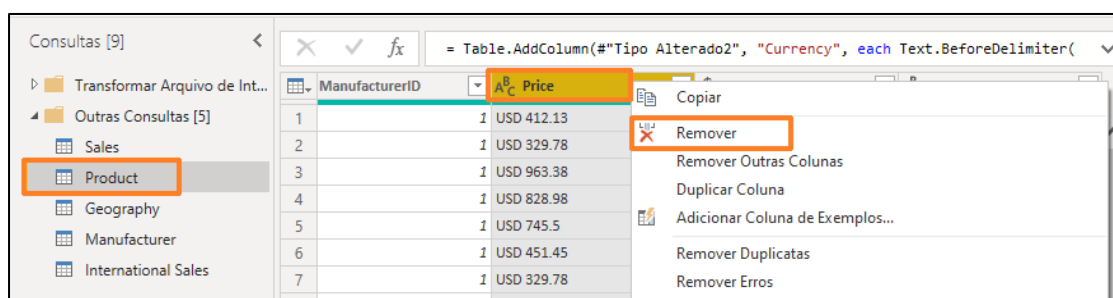 Consultas [9]
= Table.AddColumn(#"Tipo Alterado2", "Currency", each Text.BeforeDelimiter(
Transformar Arquivo de Int...
Outras Consultas [5]
Sales
Product
Geography
Manufacturer
International Sales
ManufacturerID
ABC Price
1 1 USD 412.13
2 1 USD 329.78
3 1 USD 963.38
4 1 USD 828.98
5 1 USD 745.5
6 1 USD 451.45
7 1 USD 329.78
Copiar
Remover
Remover Outras Colunas
Duplicar Coluna
Adicionar Coluna de Exemplos...
Remover Duplicatas
Remover Erros